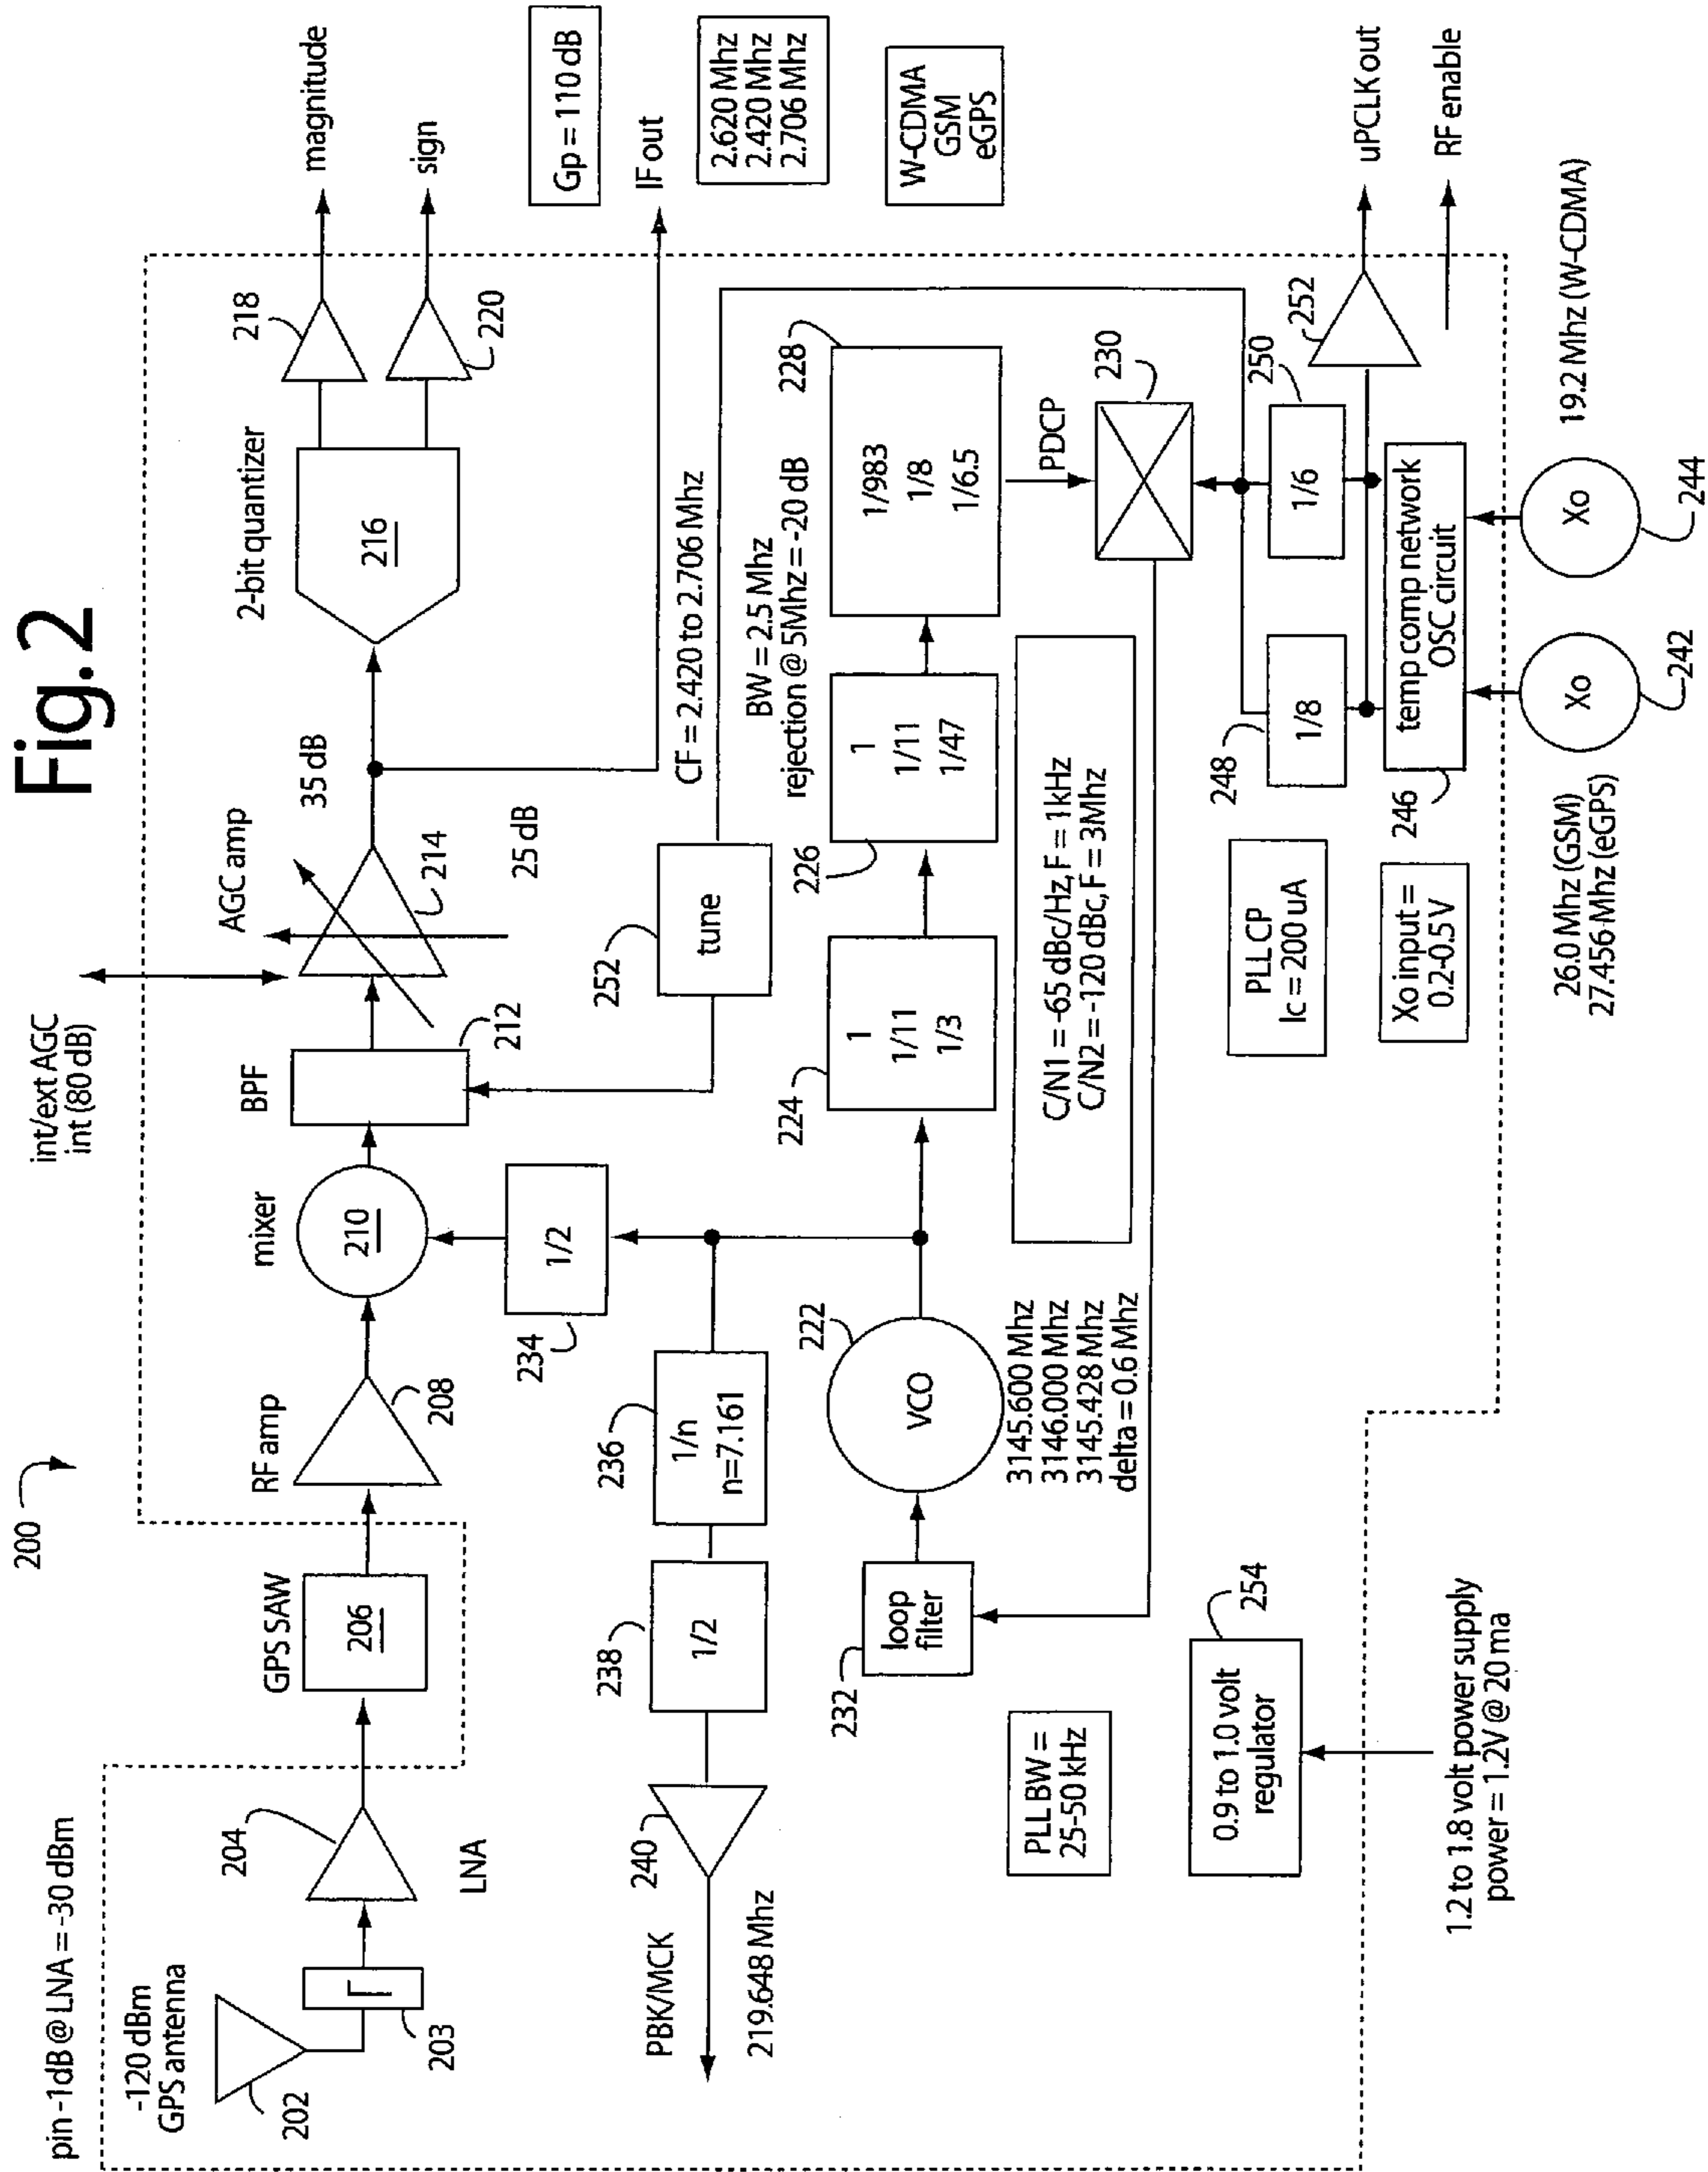 Fig. 2
200
pin -1dB @ LNA = -30 dBm
-120 dBm
GPS antenna
202
203
204
LNA
GPS SAW
206
RF amp
208
mixer
210
BPF
212
int/ext AGC
int (80 dB)
AGC amp
214
35 dB
25 dB
2-bit quantizer
216
218
220
magnitude
sign
Gp = 110 dB
IF out
2.620 Mhz
2.420 Mhz
2.706 Mhz
W-CDMA
GSM
eGPS
CF = 2.420 to 2.706 Mhz
BW = 2.5 Mhz
rejection @ 5Mhz = -20 dB
252
tune
234
1/2
236
1/n
n=7.161
238
1/2
240
PBK/MCK
219.648 Mhz
232
loop
filter
222
VCO
3145.600 Mhz
3146.000 Mhz
3145.428 Mhz
delta = 0.6 Mhz
224
1
1/11
1/3
226
1
1/11
1/47
228
1/983
1/8
1/6.5
PDCP
230
C/N1 = -65 dBc/Hz, F = 1kHz
C/N2 = -120 dBc, F = 3Mhz
PLL BW =
25-50 kHz
0.9 to 1.0 volt
regulator
254
1.2 to 1.8 volt power supply
power = 1.2V @ 20 ma
PLL CP
Ic = 200 uA
Xo input =
0.2-0.5 V
248
1/8
250
1/6
252
uPCLK out
RF enable
246
temp comp network
OSC circuit
26.0 Mhz (GSM)
27.456 Mhz (eGPS)
Xo
242
Xo
244
19.2 Mhz (W-CDMA)